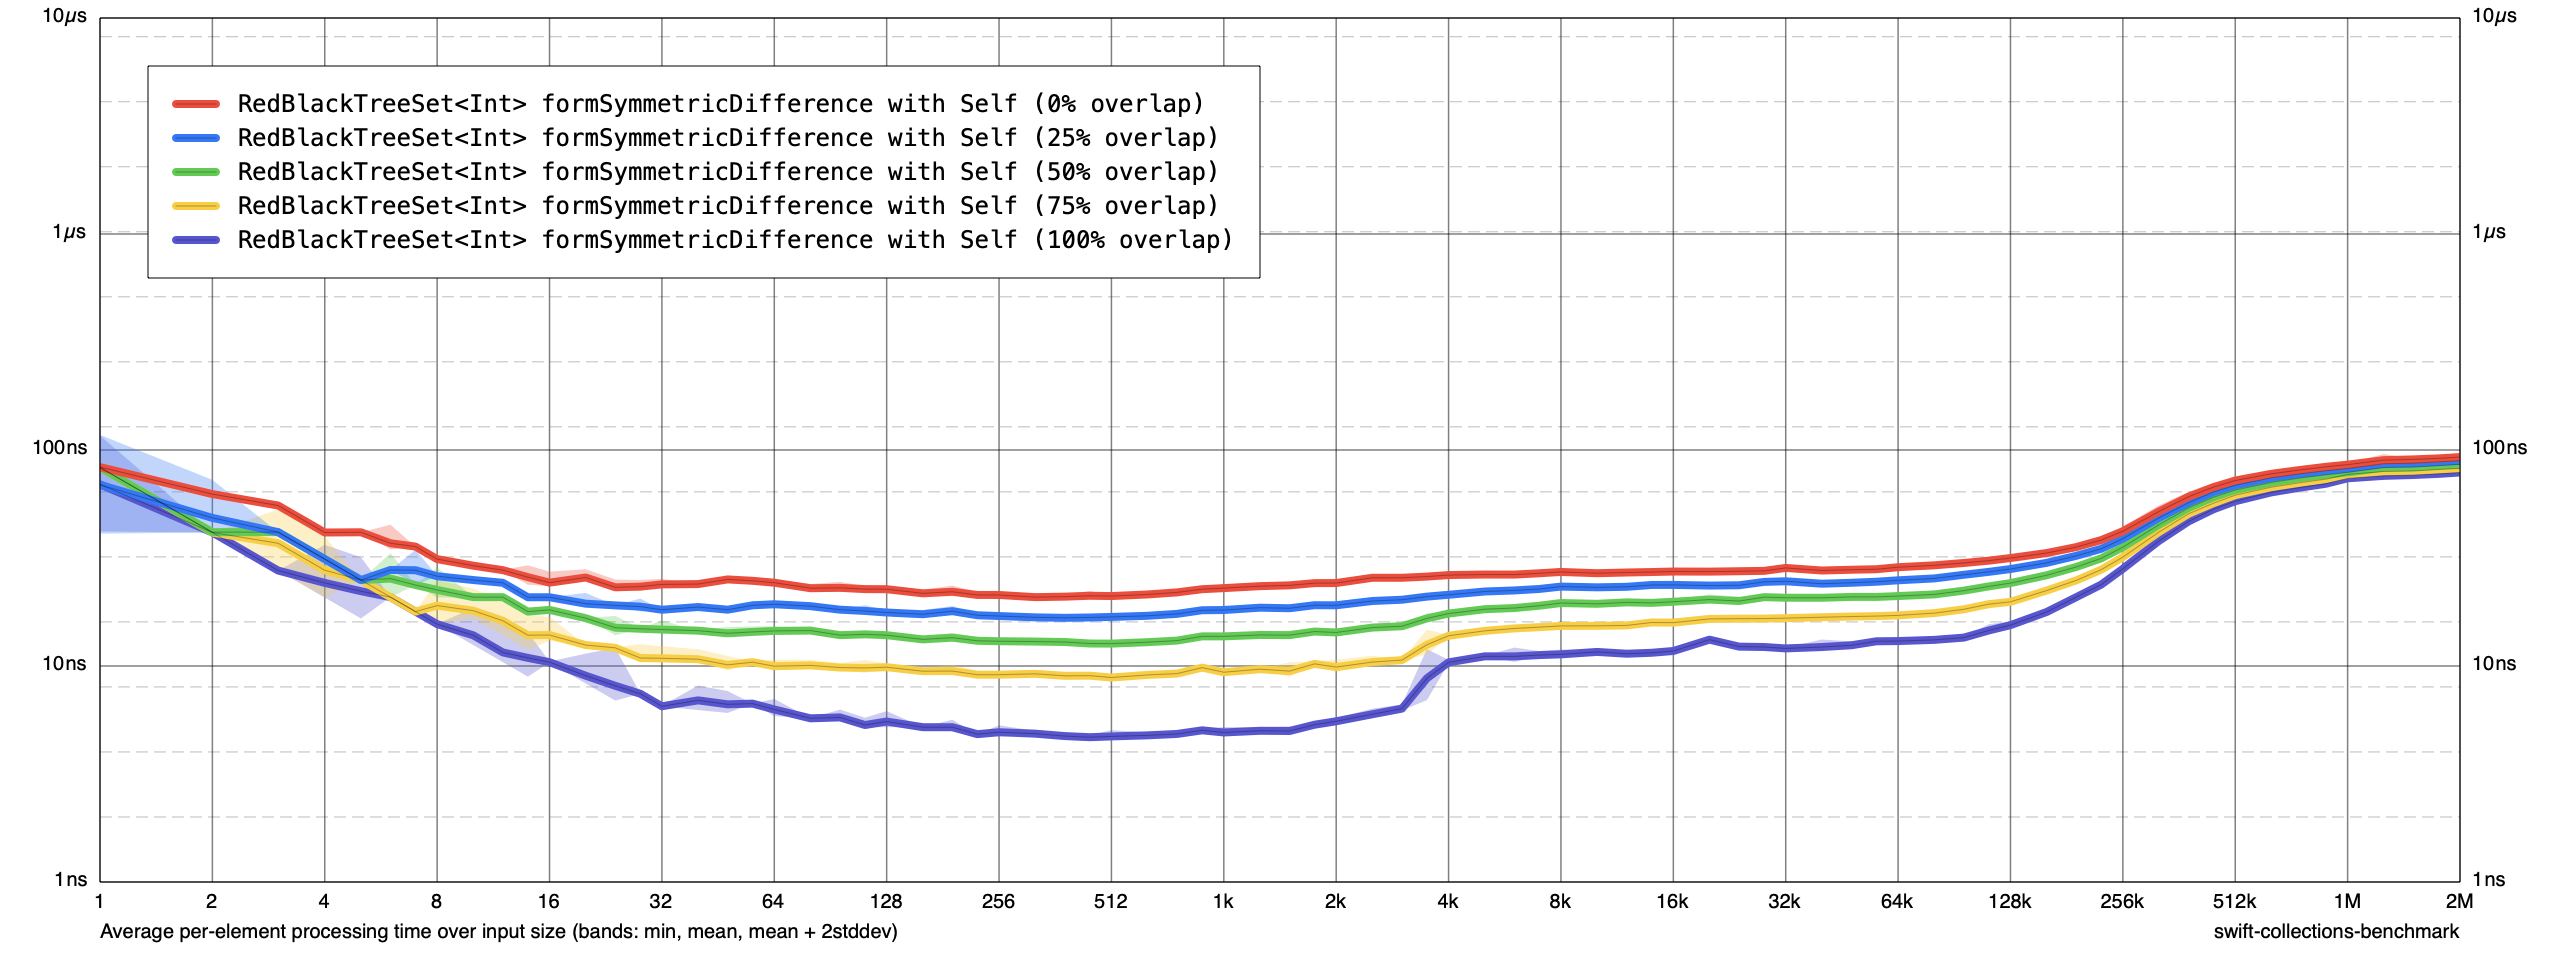 10µs
10µs
RedBlackTreeSet<Int> formSymmetricDifference with Self (0% overlap)
RedBlackTreeSet<Int> formSymmetricDifference with Self (25% overlap)
RedBlackTreeSet<Int> formSymmetricDifference with Self (50% overlap)
RedBlackTreeSet<Int> formSymmetricDifference with Self (75% overlap)
RedBlackTreeSet<Int> formSymmetricDifference with Self (100% overlap)
1µs
1µs
100ns
100ns
10ns
10ns
1ns
1ns
1 2 4 8 16 32 64 128 256 512 1k 2k 4k 8k 16k 32k 64k 128k 256k 512k 1M 2M
Average per-element processing time over input size (bands: min, mean, mean + 2stddev)
swift-collections-benchmark